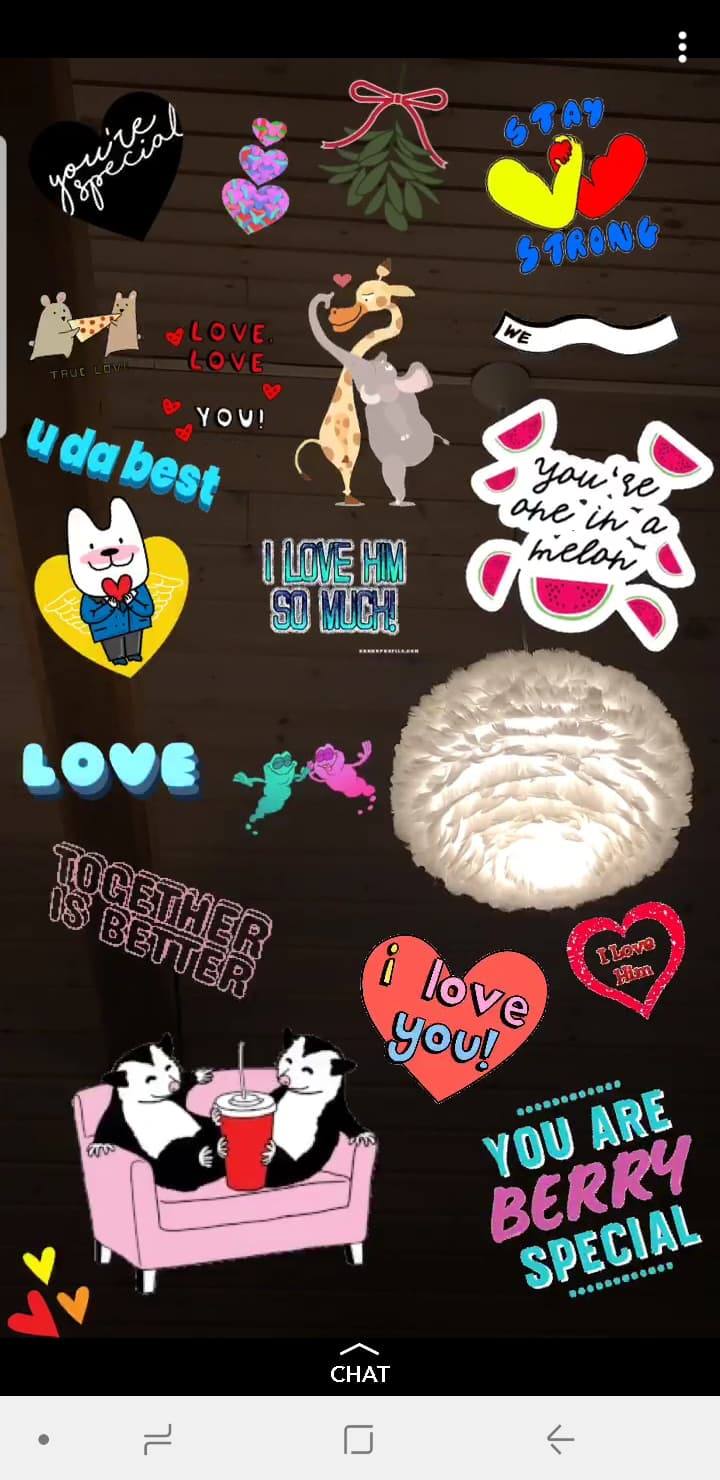 you're
special
STAY
STRONG
TRUE LOVE
LOVE,
LOVE
YOU!
WE
u da best
you're
one in a
melon
I LOVE HIM
SO MUCH!
LOVE
TOGETHER
IS BETTER
i love
you!
I Love
Him
YOU ARE
BERRY
SPECIAL
CHAT